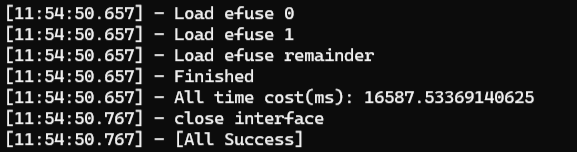 [11:54:50.657] - Load efuse 0
[11:54:50.657] - Load efuse 1
[11:54:50.657] - Load efuse remainder
[11:54:50.657] - Finished
[11:54:50.657] - All time cost(ms): 16587.53369140625
[11:54:50.767] - close interface
[11:54:50.767] - [All Success]